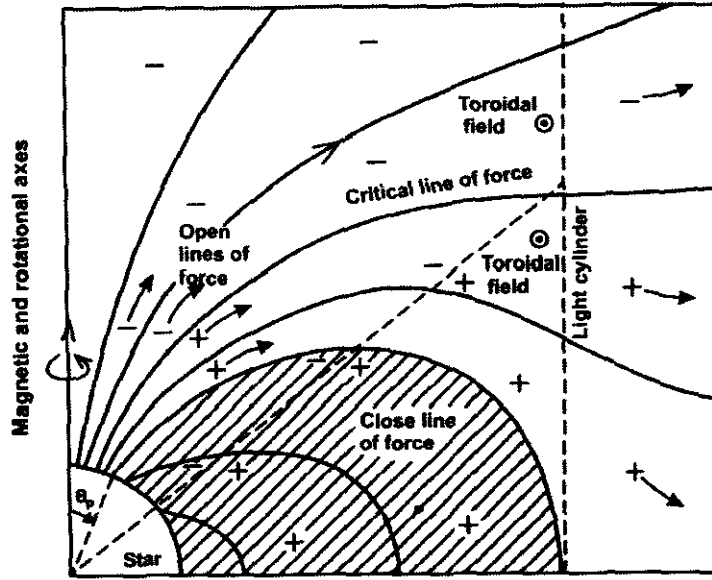 Magnetic and rotational axes
Toroidal
field
Critical line of force
Open
lines of
force
Toroidal
field
Light cylinder
Close line
of force
θp
Star